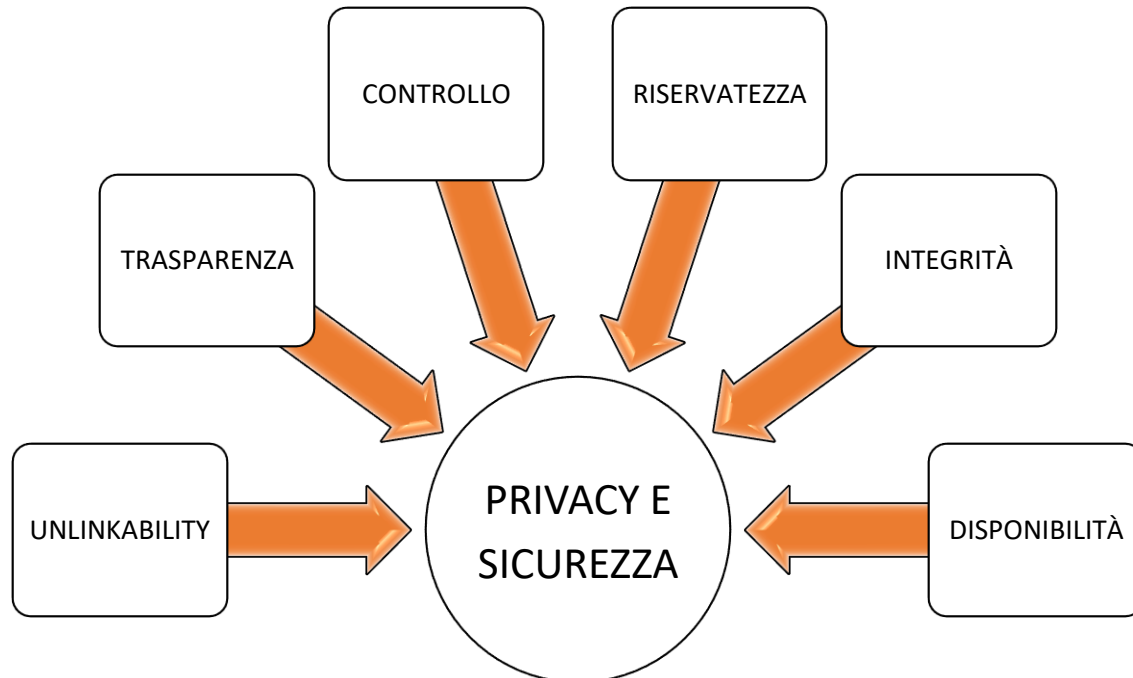 CONTROLLO
RISERVATEZZA
TRASPARENZA
INTEGRITÀ
UNLINKABILITY
PRIVACY E
SICUREZZA
DISPONIBILITÀ